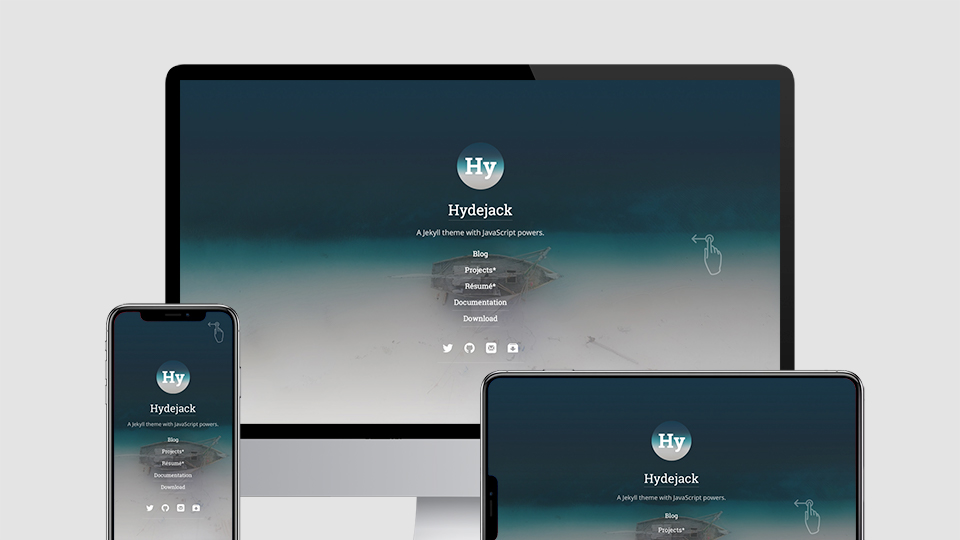 Hy
Hydejack
A Jekyll theme with JavaScript powers.
Blog
Projects*
Résumé*
Documentation
Download
Hy
Hydejack
A Jekyll theme with JavaScript powers.
Blog
Projects*
Résumé*
Documentation
Download
Hy
Hydejack
A Jekyll theme with JavaScript powers.
Blog
Projects*